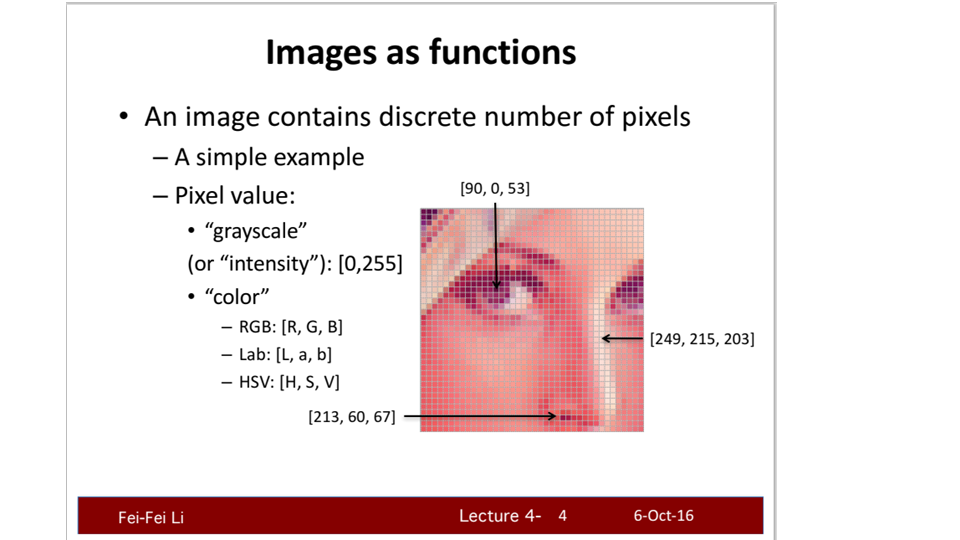 Images as functions
• An image contains discrete number of pixels
– A simple example
– Pixel value:
[90, 0, 53]
• “grayscale”
(or “intensity”): [0,255]
• “color”
– RGB: [R, G, B]
[249, 215, 203]
– Lab: [L, a, b]
– HSV: [H, S, V]
[213, 60, 67]
Fei-Fei Li Lecture 4- 4 6-Oct-16